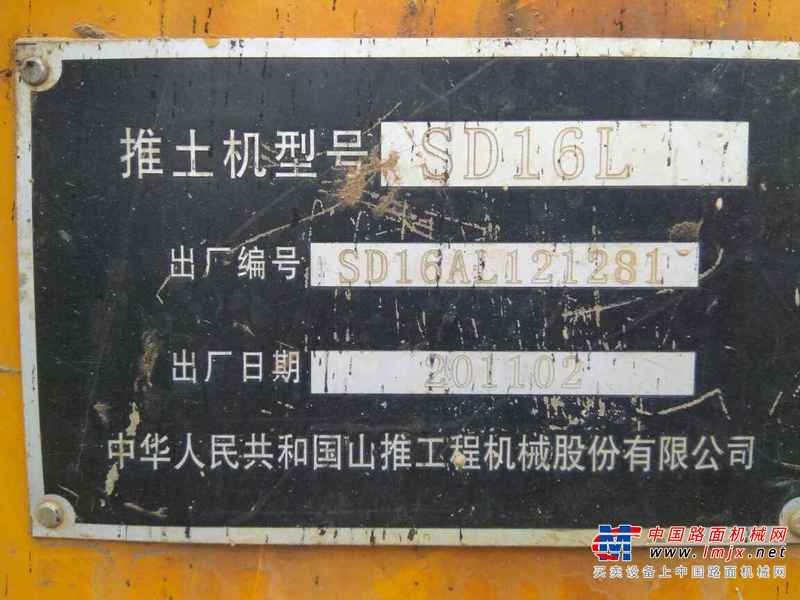 推土机型号 SD16L
出厂编号 SD16AL121281
出厂日期 201102
中华人民共和国山推工程机械股份有限公司
中国路面机械网
www.lmjx.net
买卖设备上中国路面机械网